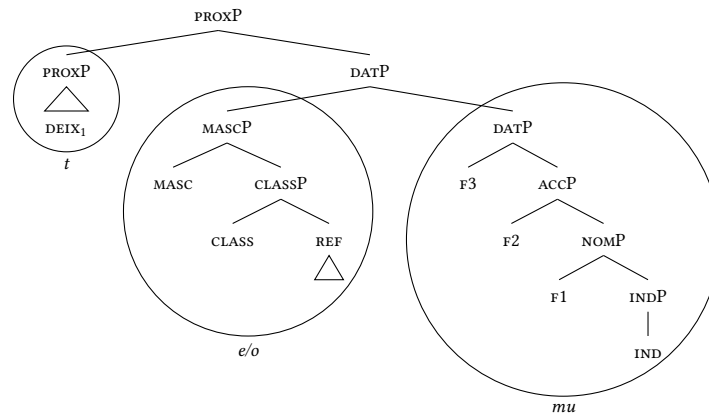 PROXP
PROXP DATP
DEIX1 MASCP DATP
t
MASC CLASSP F3 ACCP
CLASS REF F2 NOMP
F1 INDP
e/o IND
mu